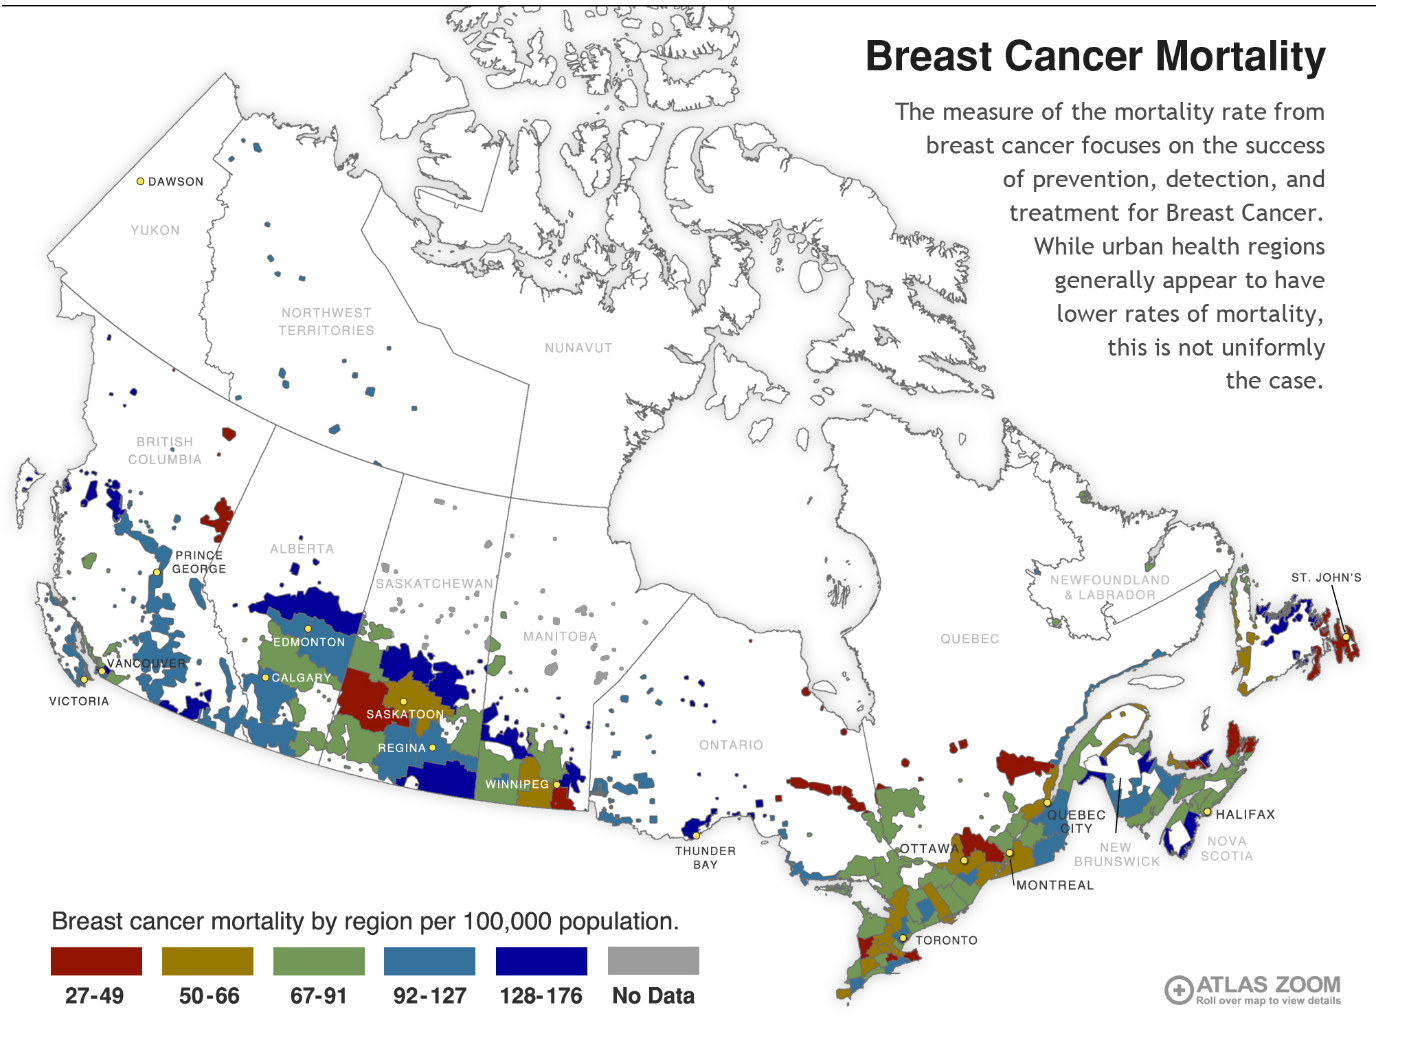 Breast Cancer Mortality
The measure of the mortality rate from
breast cancer focuses on the success
of prevention, detection, and
treatment for Breast Cancer.
While urban health regions
generally appear to have
lower rates of mortality,
this is not uniformly
the case.
DAWSON
YUKON
NORTHWEST
TERRITORIES
NUNAVUT
BRITISH
COLUMBIA
PRINCE
GEORGE
ALBERTA
SASKATCHEWAN
MANITOBA
EDMONTON
CALGARY
VANCOUVER
VICTORIA
SASKATOON
REGINA
WINNIPEG
ONTARIO
THUNDER
BAY
QUEBEC
NEWFOUNDLAND
& LABRADOR
ST. JOHN'S
QUEBEC
CITY
HALIFAX
NEW
BRUNSWICK
NOVA
SCOTIA
OTTAWA
MONTREAL
TORONTO
Breast cancer mortality by region per 100,000 population.
27-49
50-66
67-91
92-127
128-176
No Data
ATLAS ZOOM
Roll over map to view details